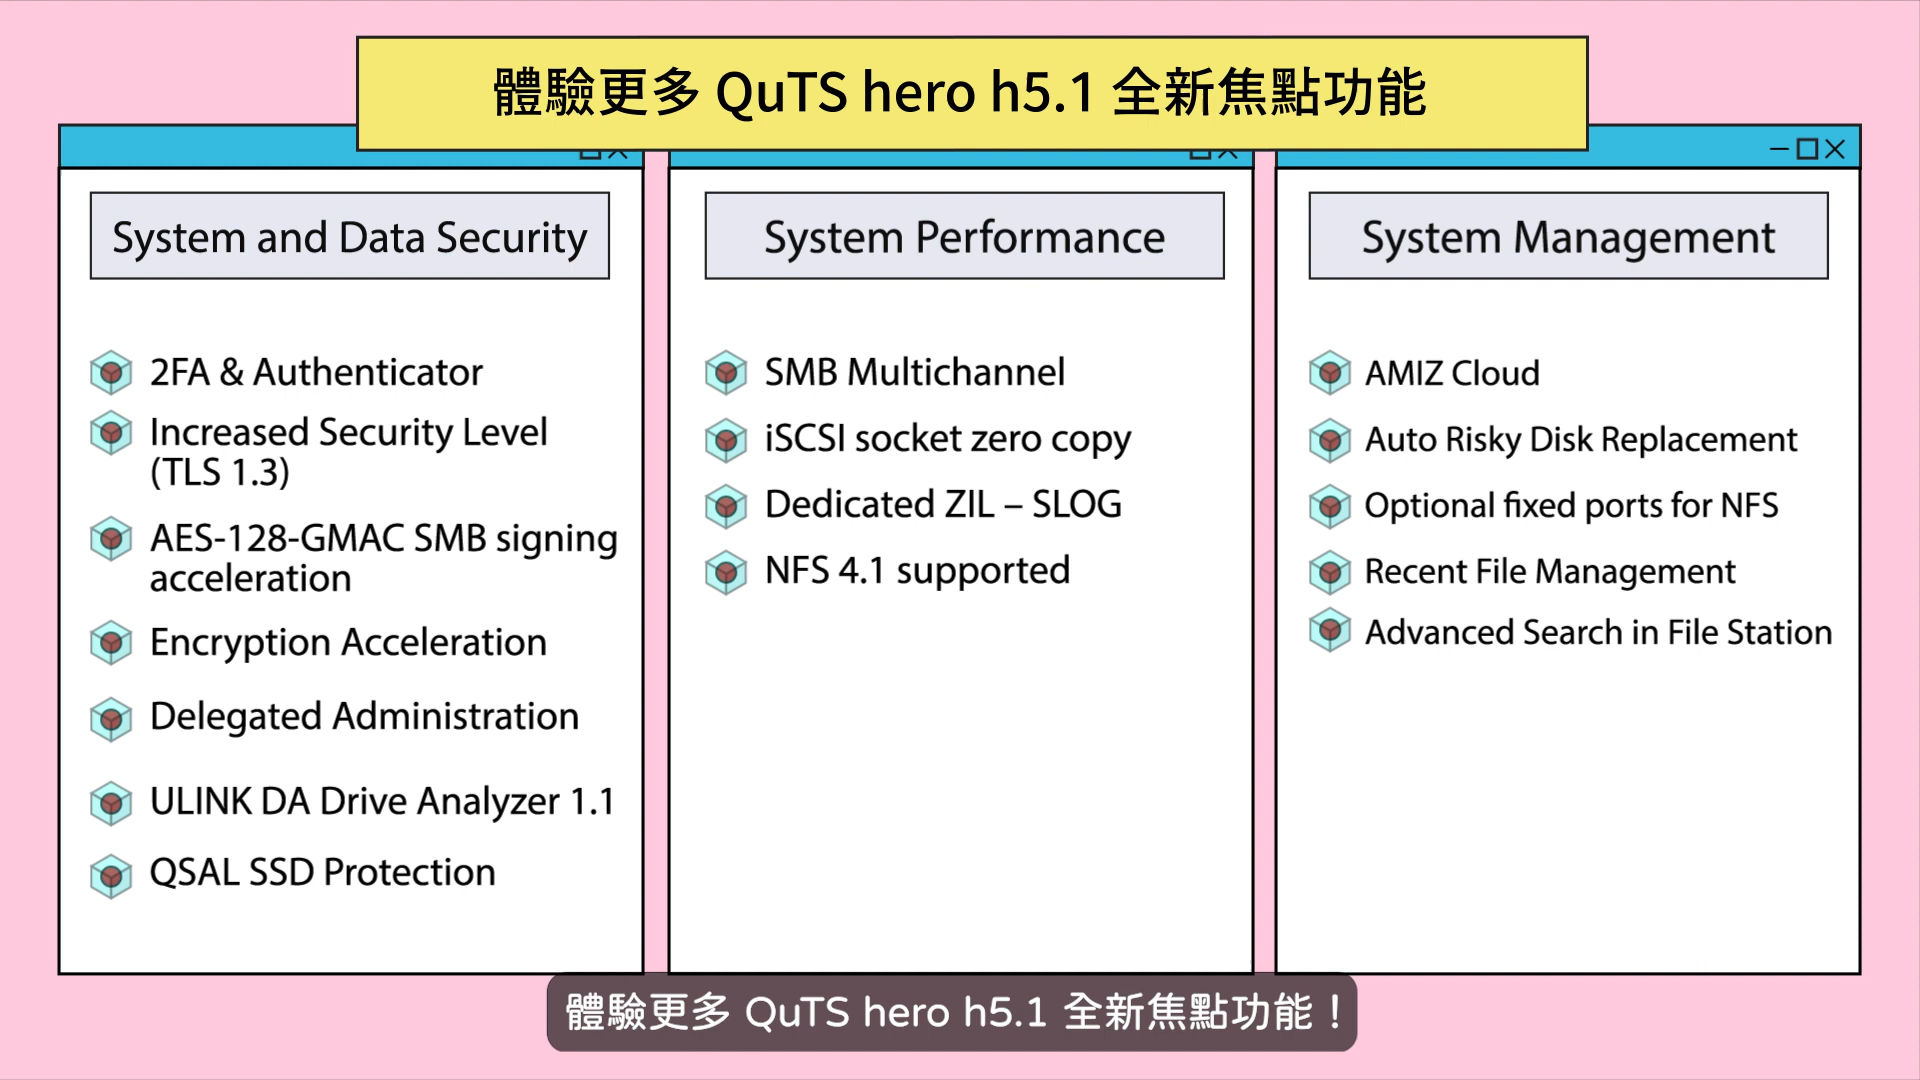 體驗更多 QuTS hero h5.1 全新焦點功能
System and Data Security
2FA & Authenticator
Increased Security Level
(TLS 1.3)
AES-128-GMAC SMB signing
acceleration
Encryption Acceleration
Delegated Administration
ULINK DA Drive Analyzer 1.1
QSAL SSD Protection
System Performance
SMB Multichannel
iSCSI socket zero copy
Dedicated ZIL – SLOG
NFS 4.1 supported
System Management
AMIZ Cloud
Auto Risky Disk Replacement
Optional fixed ports for NFS
Recent File Management
Advanced Search in File Station
體驗更多 QuTS hero h5.1 全新焦點功能！